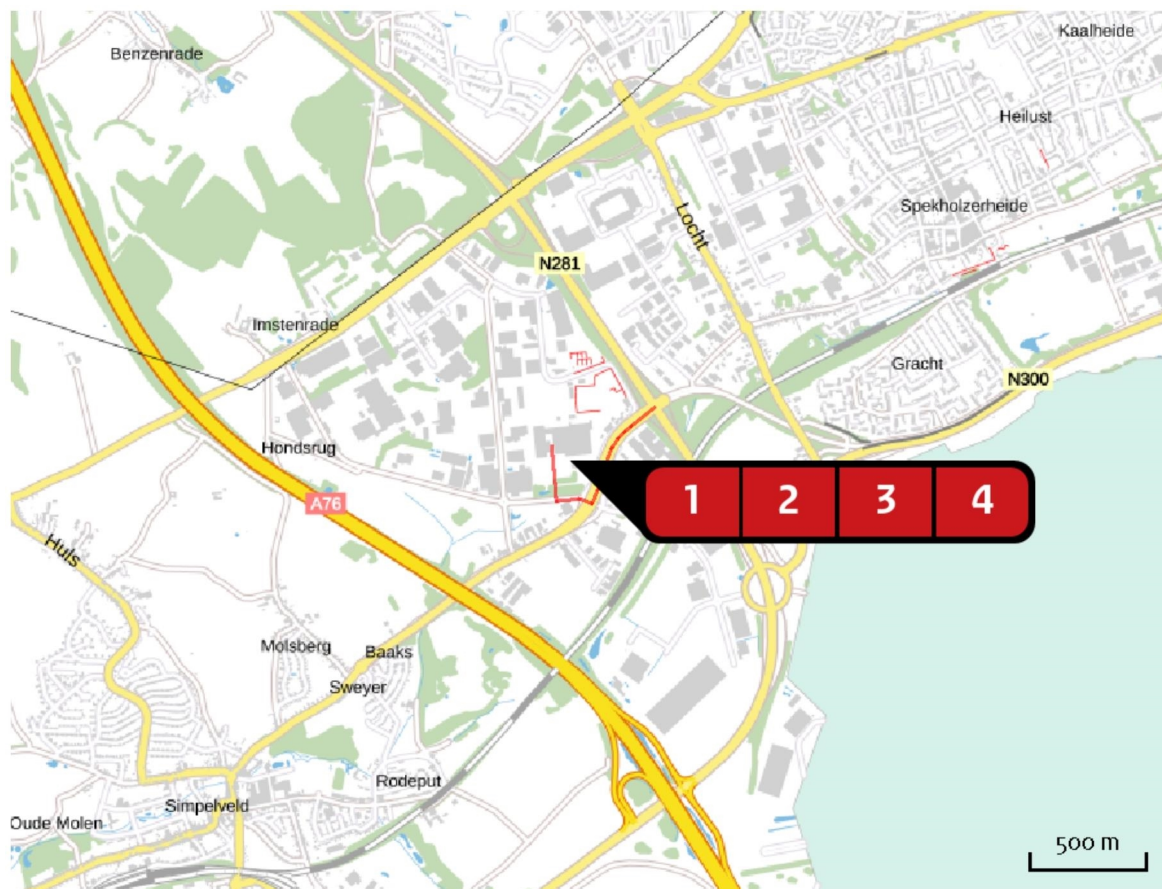 Kaalheide
Benzenrade
Heilust
Spekholzerheide
Locht
N281
Imstenrade
Gracht
N300
Hondsrug
A76
1 2 3 4
Huls
Molsberg
Baaks
Sweyer
Rodeput
Simpelveld
Oude Molen
500 m